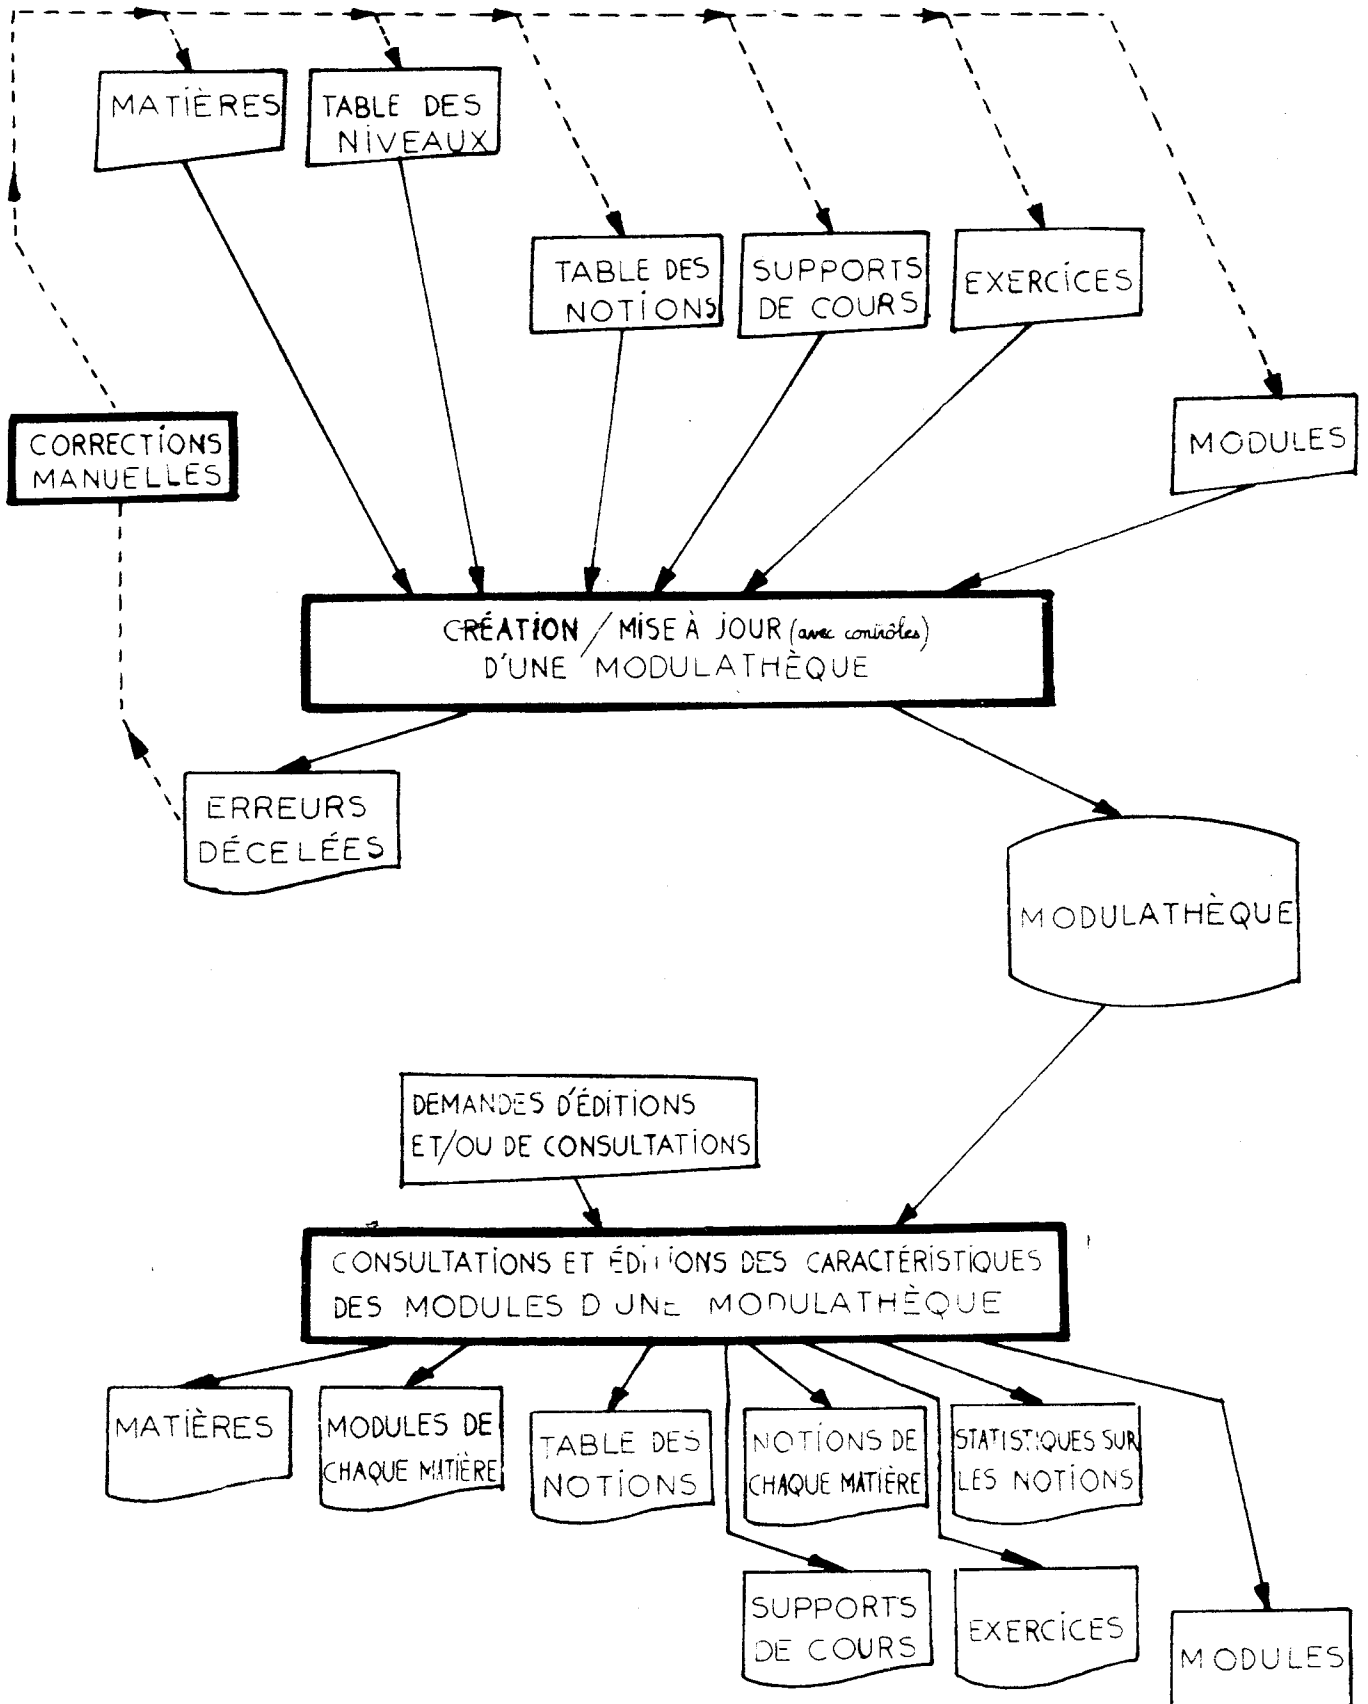 MATIÈRES
TABLE DES
NIVEAUX
TABLE DES
NOTIONS
SUPPORTS
DE COURS
EXERCICES
MODULES
CORRECTIONS
MANUELLES
CRÉATION / MISE À JOUR (avec contrôles)
D'UNE MODULATHÈQUE
ERREURS
DÉCELÉES
MODULATHÈQUE
DEMANDES D'ÉDITIONS
ET/OU DE CONSULTATIONS
CONSULTATIONS ET ÉDITIONS DES CARACTÉRISTIQUES
DES MODULES D'UNE MODULATHÈQUE
MATIÈRES
MODULES DE
CHAQUE MATIÈRE
TABLE DES
NOTIONS
NOTIONS DE
CHAQUE MATIÈRE
STATISTIQUES SUR
LES NOTIONS
SUPPORTS
DE COURS
EXERCICES
MODULES